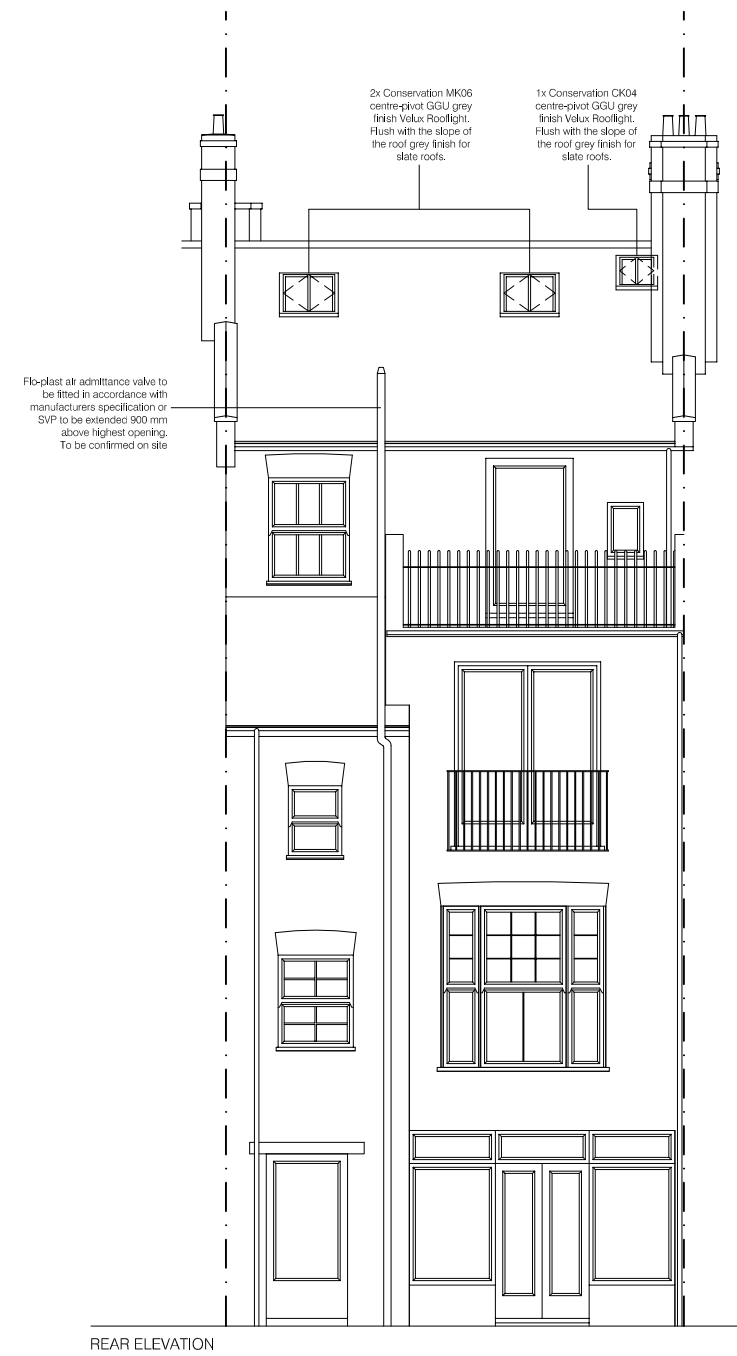 2x Conservation MK06
centre-pivot GGU grey
finish Velux Rooflight.
Flush with the slope of
the roof grey finish for
slate roofs.
1x Conservation CK04
centre-pivot GGU grey
finish Velux Rooflight.
Flush with the slope of
the roof grey finish for
slate roofs.
Flo-plast air admittance valve to
be fitted in accordance with
manufacturers specification or
SVP to be extended 900 mm
above highest opening.
To be confirmed on site
REAR ELEVATION